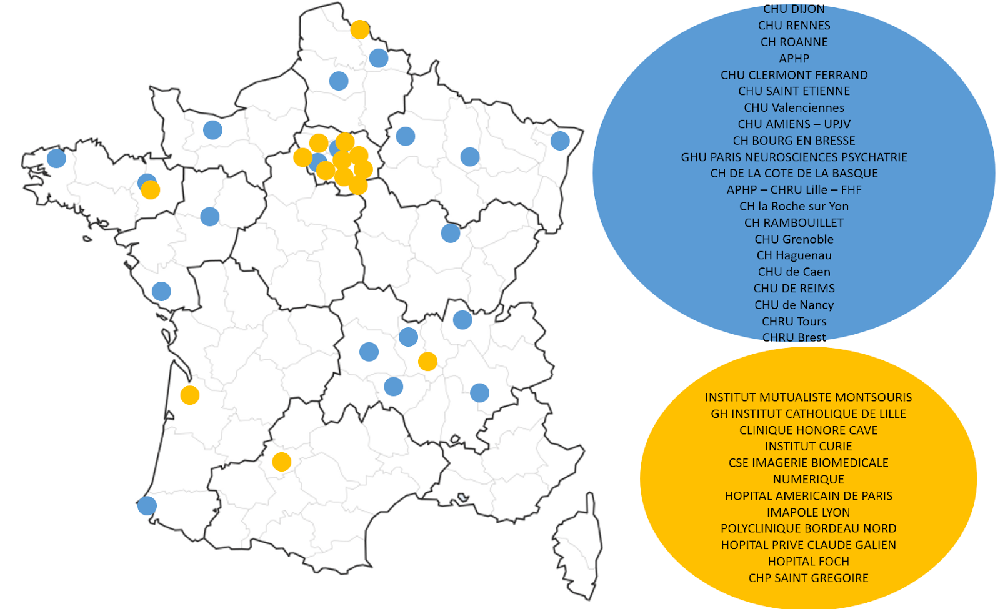 CHU DIJON
CHU RENNES
CH ROANNE
APHP
CHU CLERMONT FERRAND
CHU SAINT ETIENNE
CHU Valenciennes
CHU AMIENS – UPJV
CH BOURG EN BRESSE
GHU PARIS NEUROSCIENCES PSYCHATRIE
CH DE LA COTE DE LA BASQUE
APHP – CHRU Lille – FHF
CH la Roche sur Yon
CH RAMBOUILLET
CHU Grenoble
CH Haguenau
CHU de Caen
CHU DE REIMS
CHU de Nancy
CHRU Tours
CHRU Brest
INSTITUT MUTUALISTE MONTSOURIS
GH INSTITUT CATHOLIQUE DE LILLE
CLINIQUE HONORE CAVE
INSTITUT CURIE
CSE IMAGERIE BIOMEDICALE
NUMERIQUE
HOPITAL AMERICAIN DE PARIS
IMAPOLE LYON
POLYCLINIQUE BORDEAU NORD
HOPITAL PRIVE CLAUDE GALIEN
HOPITAL FOCH
CHP SAINT GREGOIRE